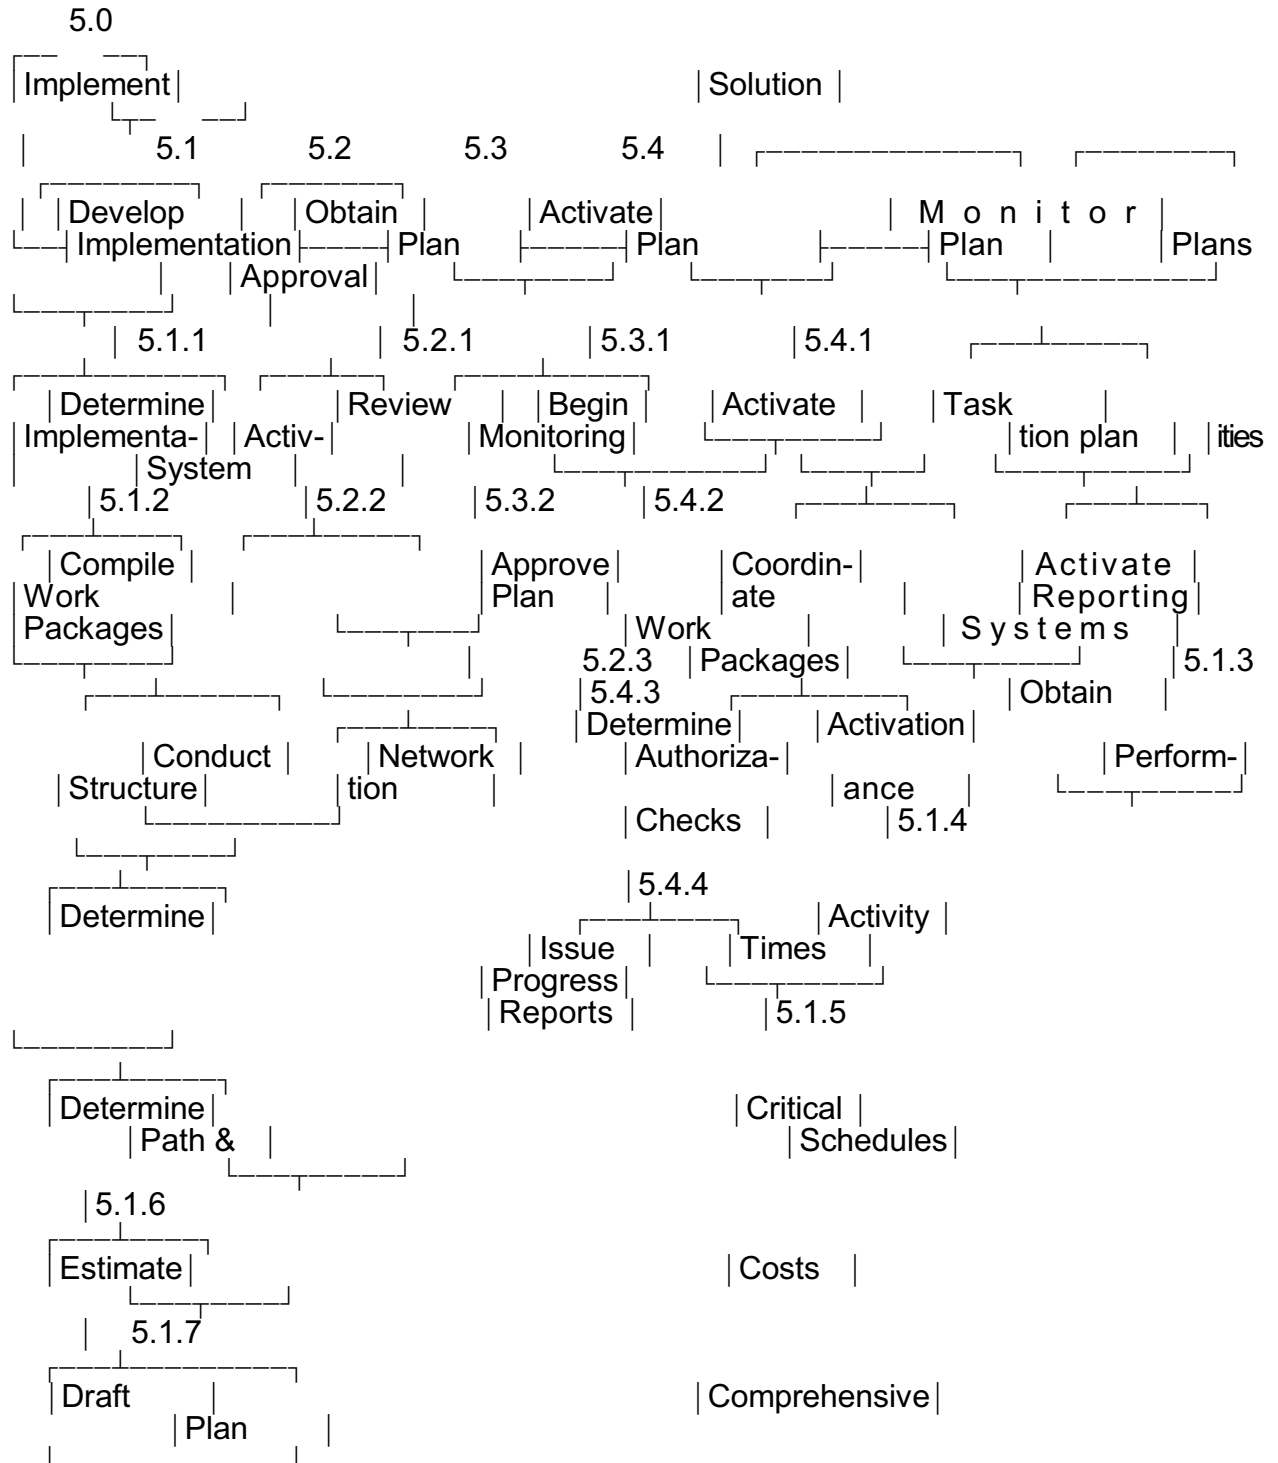 5.0
Implement Solution
5.1 5.2 5.3 5.4
Develop Obtain Activate Monitor
Implementation Plan Plan Plan Plans
Approval
5.1.1 5.2.1 5.3.1 5.4.1
Determine Review Begin Activate Task
Implementa- Activ- Monitoring tion plan ities
System
5.1.2 5.2.2 5.3.2 5.4.2
Compile Approve Coordin- Activate
Work Plan ate Reporting
Packages Work Systems
5.2.3 Packages 5.1.3
5.4.3 Obtain
Determine Activation
Conduct Network Authoriza- Perform-
Structure tion ance
Checks 5.1.4
5.4.4
Determine Activity
Issue Times
Progress
Reports 5.1.5
Determine Critical
Path & Schedules
5.1.6
Estimate Costs
5.1.7
Draft Comprehensive
Plan